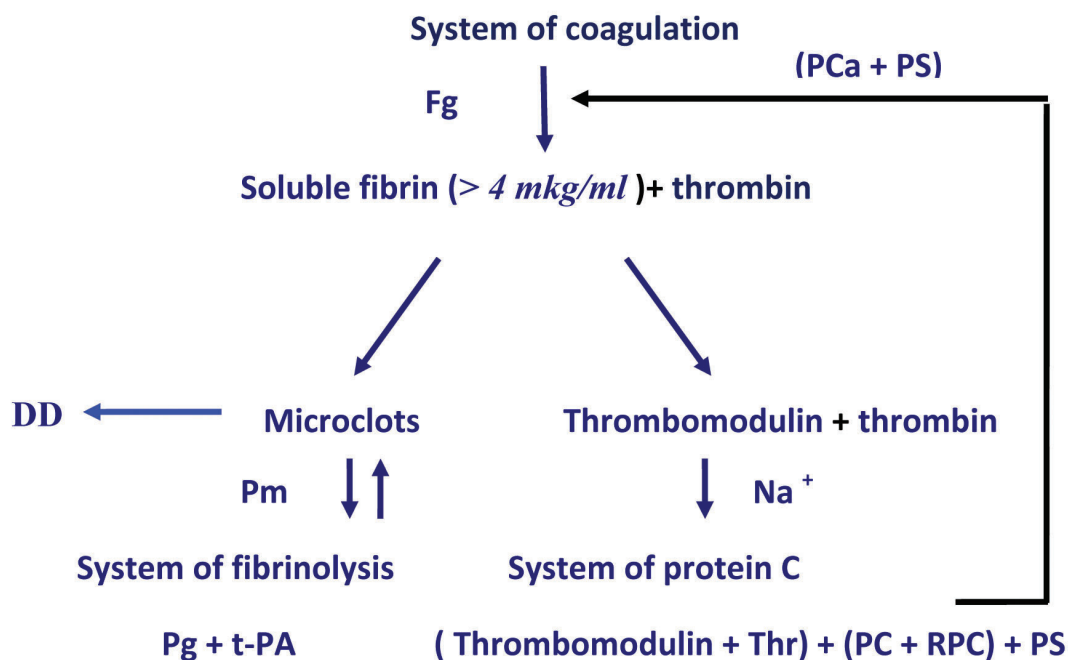 System of coagulation
(PCa + PS)
Fg
Soluble fibrin (> 4 mkg/ml )+ thrombin
DD
Microclots
Thrombomodulin + thrombin
Pm
Na +
System of fibrinolysis
System of protein C
Pg + t-PA
( Thrombomodulin + Thr) + (PC + RPC) + PS